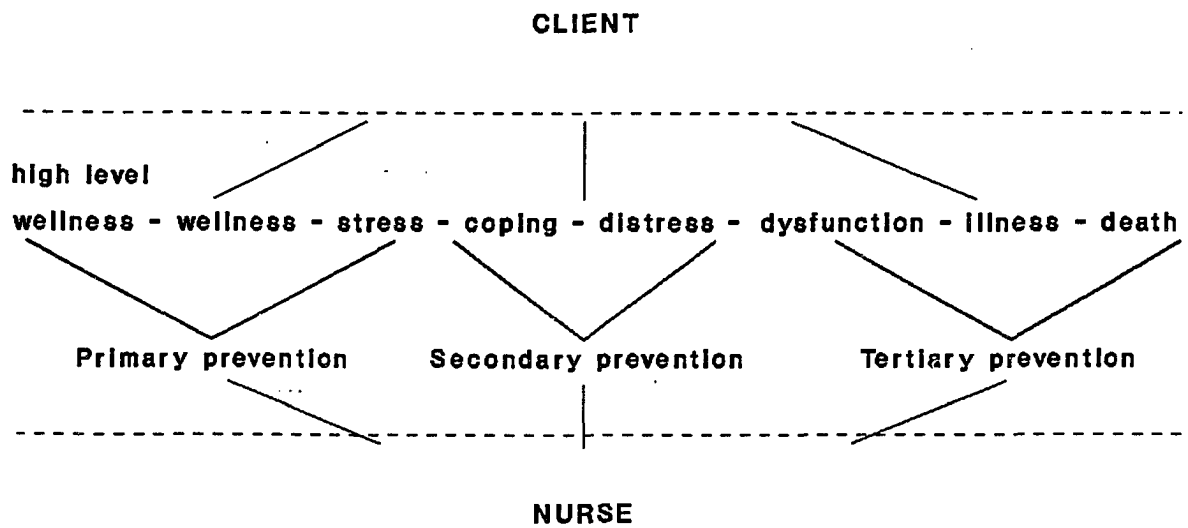 CLIENT
high level
wellness - wellness - stress - coping - distress - dysfunction - illness - death
Primary prevention Secondary prevention Tertiary prevention
NURSE